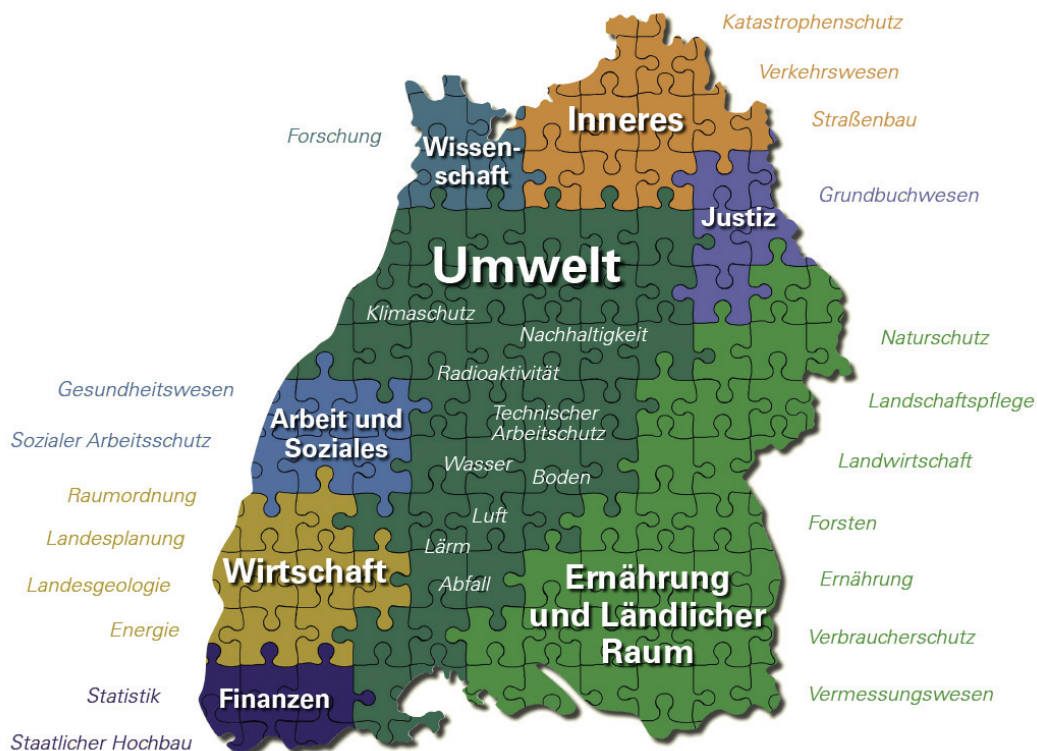 Katastrophenschutz
Verkehrswesen
Straßenbau
Inneres
Forschung
Wissen-
schaft
Grundbuchwesen
Justiz
Umwelt
Klimaschutz
Nachhaltigkeit
Radioaktivität
Technischer
Arbeitschutz
Wasser
Boden
Luft
Lärm
Abfall
Gesundheitswesen
Sozialer Arbeitsschutz
Arbeit und
Soziales
Raumordnung
Landesplanung
Landesgeologie
Energie
Wirtschaft
Statistik
Staatlicher Hochbau
Finanzen
Naturschutz
Landschaftspflege
Landwirtschaft
Forsten
Ernährung
Verbraucherschutz
Vermessungswesen
Ernährung
und Ländlicher
Raum